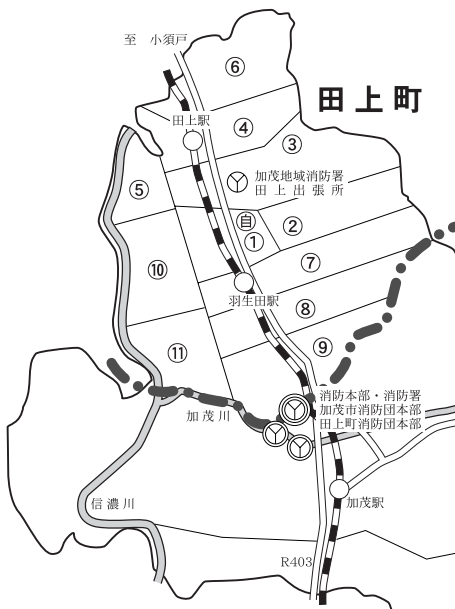 至 小須戸
⑥
田上町
田上駅
④
③
加茂地域消防署
田上出張所
⑤
自
①
②
⑩
⑦
羽生田駅
⑧
⑪
⑨
消防本部・消防署
加茂市消防団本部
田上町消防団本部
加茂川
信濃川
加茂駅
R403